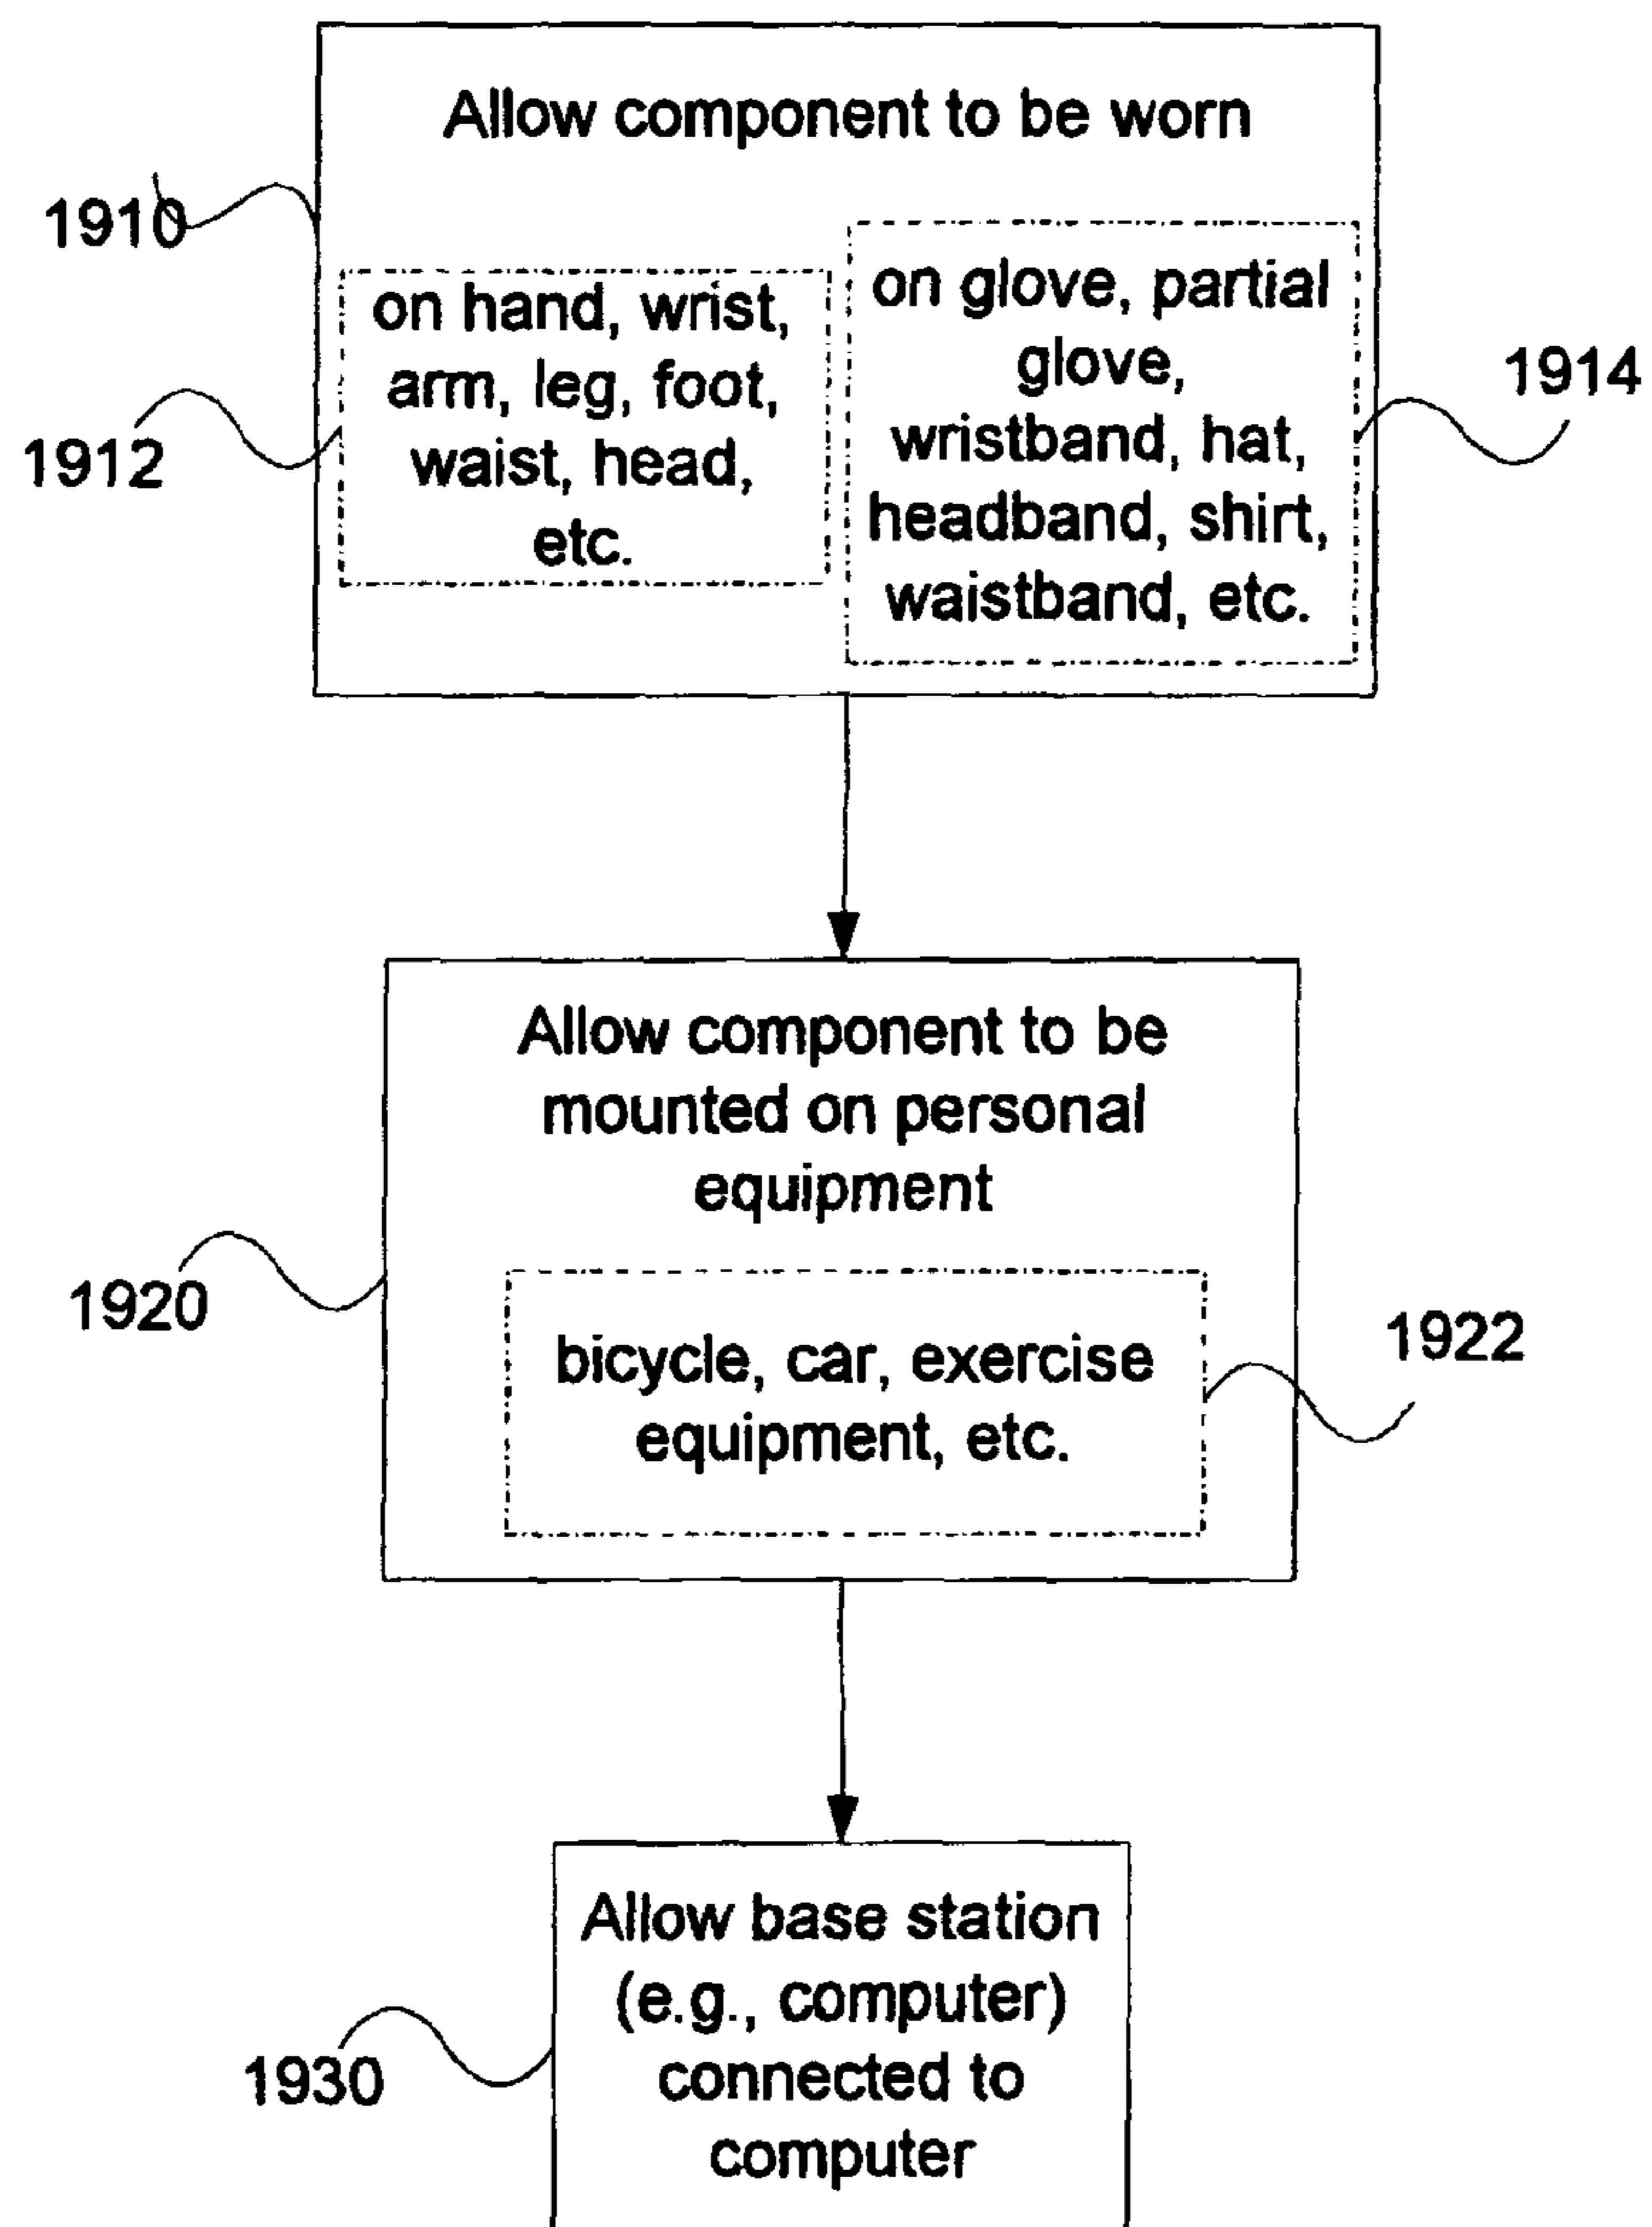 Allow component to be worn
1910
on hand, wrist,
arm, leg, foot,
waist, head,
etc.
1912
on glove, partial
glove,
wristband, hat,
headband, shirt,
waistband, etc.
1914
Allow component to be
mounted on personal
equipment
1920
bicycle, car, exercise
equipment, etc.
1922
Allow base station
(e.g., computer)
connected to
computer
1930